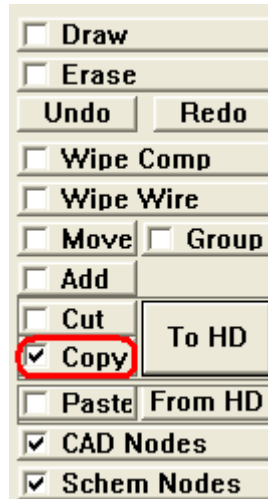 Draw
Erase
Undo Redo
Wipe Comp
Wipe Wire
Move Group
Add
Cut
To HD
Copy
Paste From HD
CAD Nodes
Schem Nodes